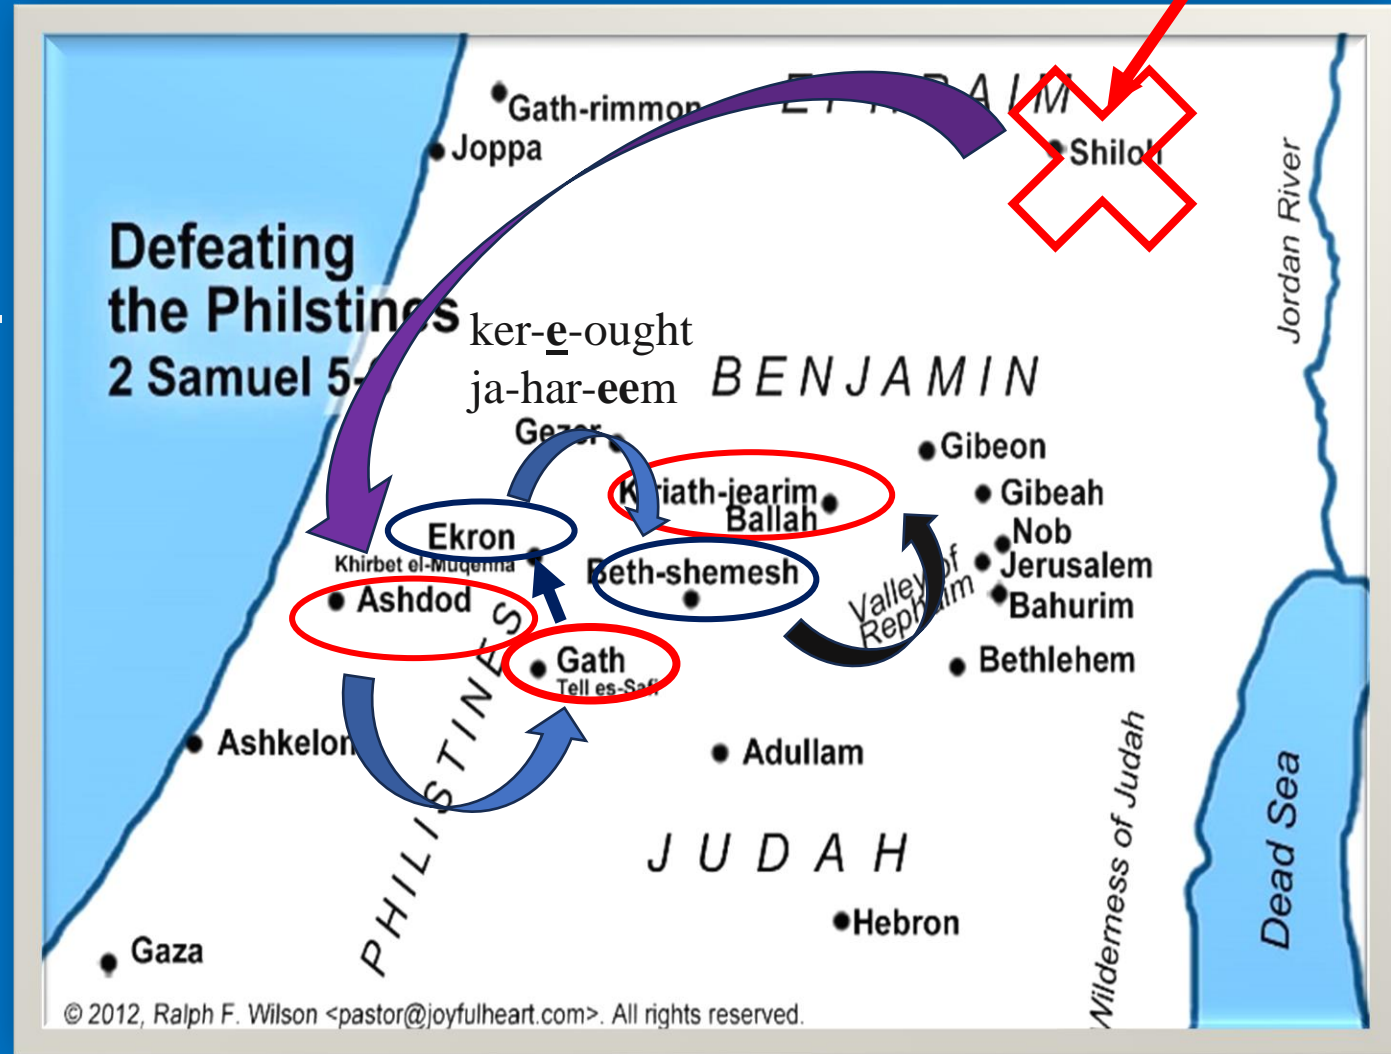 EPHRAIM
Gath-rimmon
Joppa
Shiloh
Jordan River
Defeating
the Philstines
2 Samuel 5-
ker-e-ought
ja-har-eem
BENJAMIN
Gezer
Gibeon
Kiriath-jearim
Ballah
Gibeah
Ekron
Khirbet el-Muqenna
Nob
Jerusalem
Beth-shemesh
Valley of
Rephaim
Ashdod
Bahurim
PHILISTINES
Gath
Tell es-Safi
Bethlehem
Ashkelon
Adullam
Wilderness of Judah
Dead Sea
JUDAH
Hebron
Gaza
© 2012, Ralph F. Wilson <pastor@joyfulheart.com>. All rights reserved.